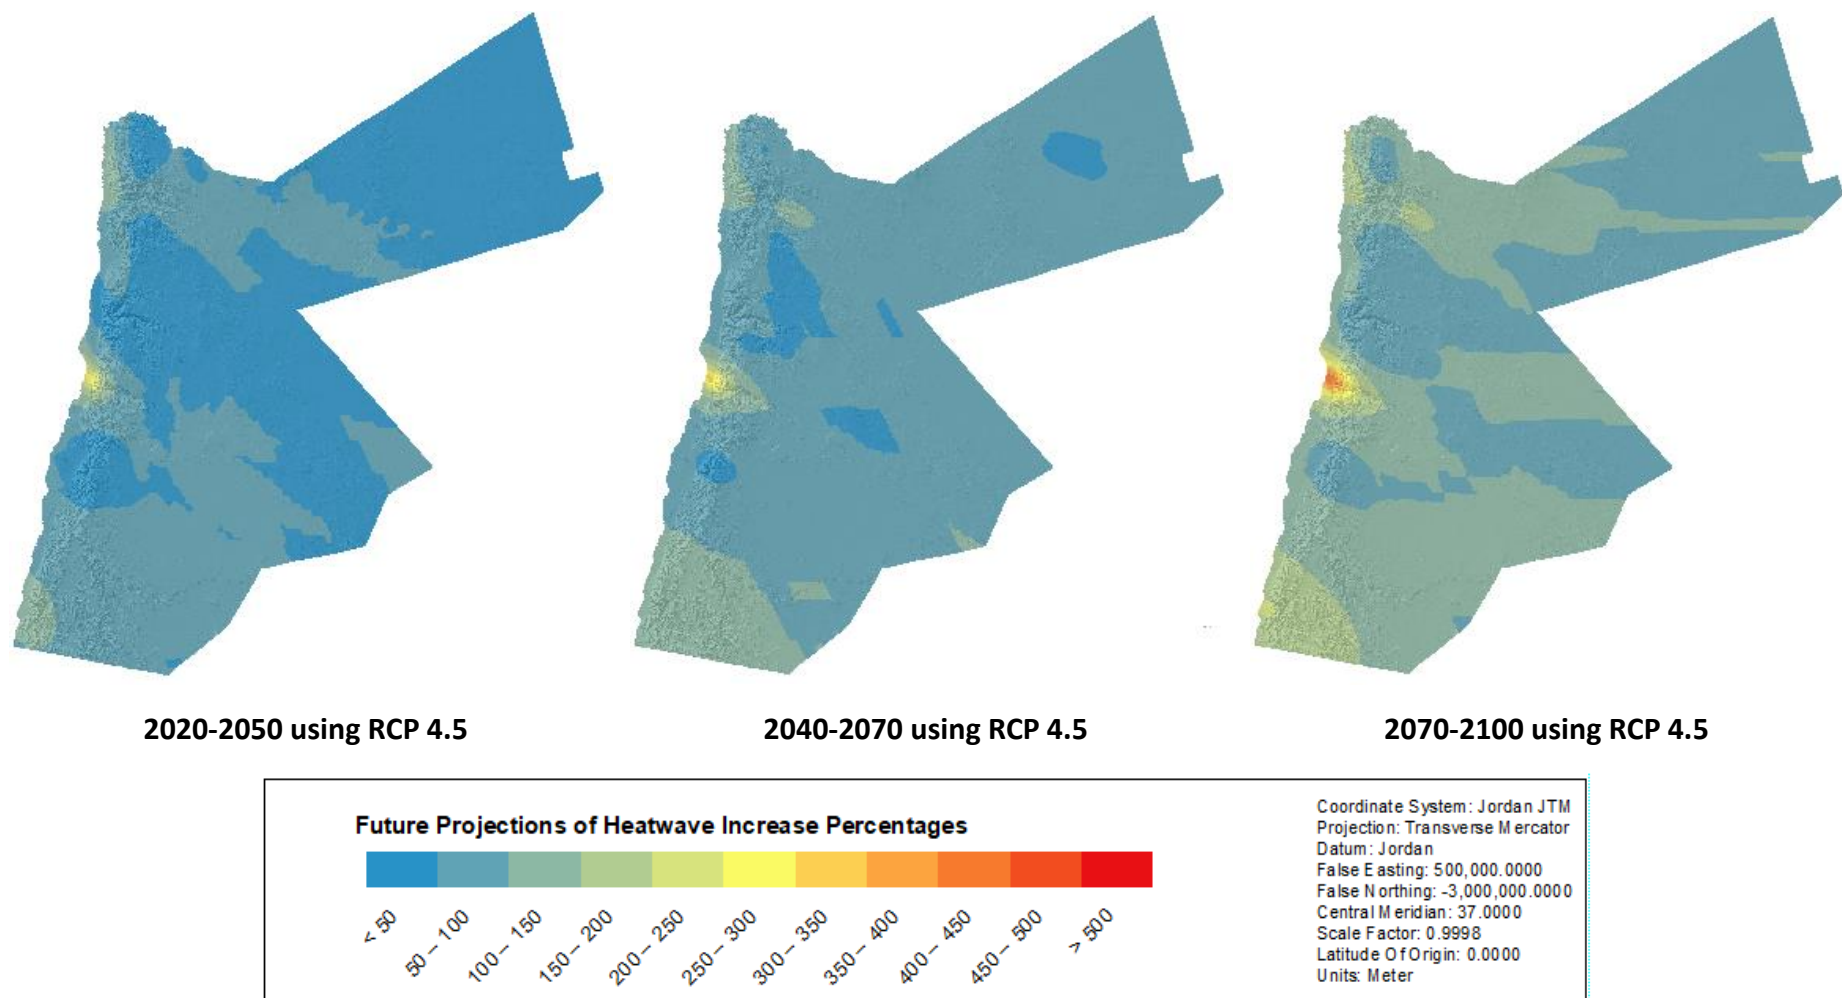 2020-2050 using RCP 4.5
2040-2070 using RCP 4.5
2070-2100 using RCP 4.5
Future Projections of Heatwave Increase Percentages
< 50
50 – 100
100 – 150
150 – 200
200 – 250
250 – 300
300 – 350
350 – 400
400 – 450
450 – 500
> 500
Coordinate System: Jordan JTM
Projection: Transverse Mercator
Datum: Jordan
False Easting: 500,000.0000
False Northing: -3,000,000.0000
Central Meridian: 37.0000
Scale Factor: 0.9998
Latitude Of Origin: 0.0000
Units: Meter